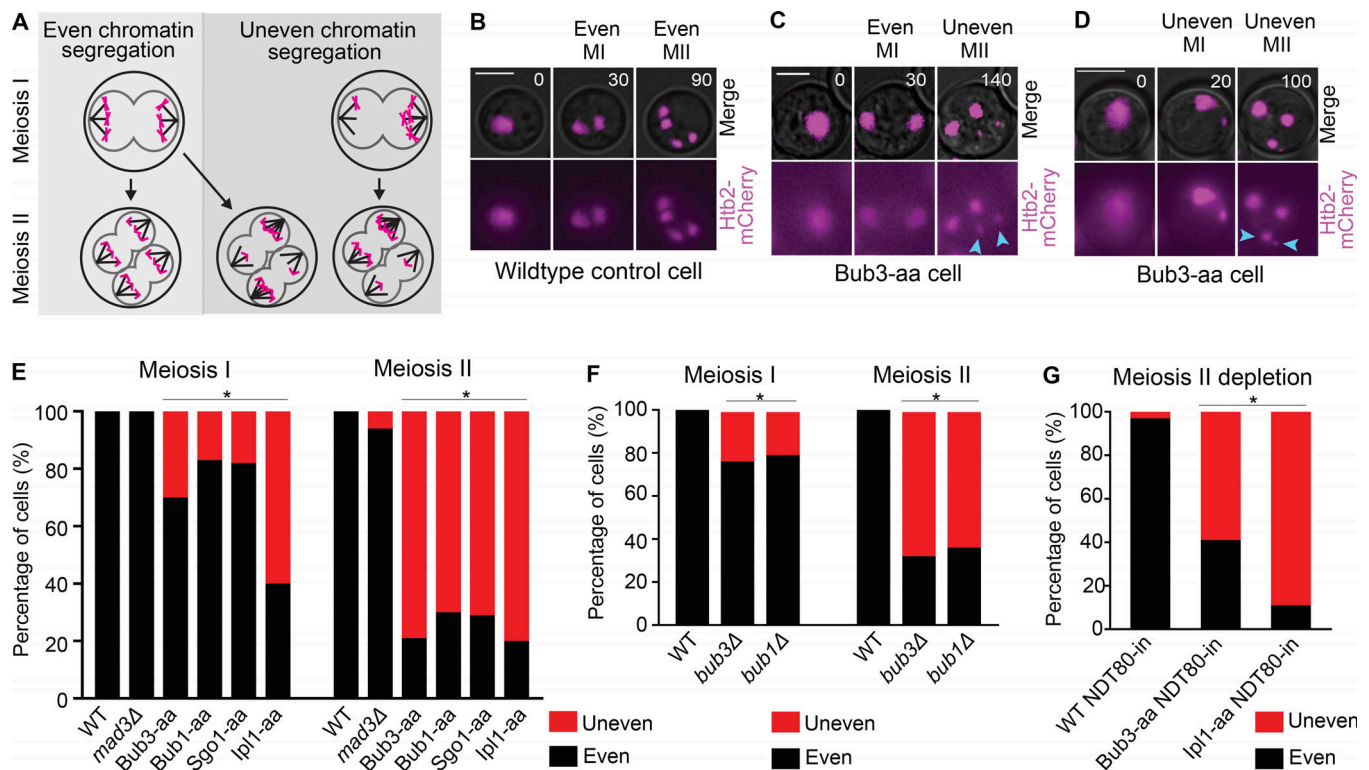 A
Even chromatin
segregation
Uneven chromatin
segregation
Meiosis I
Meiosis II
B
Even
MI
Even
MII
0
30
90
Merge
Htb2-
mCherry
Wildtype control cell
C
Even
MI
Uneven
MII
0
30
140
Merge
Htb2-
mCherry
Bub3-aa cell
D
Uneven
MI
Uneven
MII
0
20
100
Merge
Htb2-
mCherry
Bub3-aa cell
E
Meiosis I
Meiosis II
*
*
Percentage of cells (%)
100
80
60
40
20
0
WT
mad3Δ
Bub3-aa
Bub1-aa
Sgo1-aa
Ipl1-aa
WT
mad3Δ
Bub3-aa
Bub1-aa
Sgo1-aa
Ipl1-aa
Uneven
Even
F
Meiosis I
Meiosis II
*
*
Percentage of cells (%)
100
80
60
40
20
0
WT
bub3Δ
bub1Δ
WT
bub3Δ
bub1Δ
Uneven
Even
G
Meiosis II depletion
*
Percentage of cells (%)
100
80
60
40
20
0
WT NDT80-in
Bub3-aa NDT80-in
Ipl1-aa NDT80-in
Uneven
Even